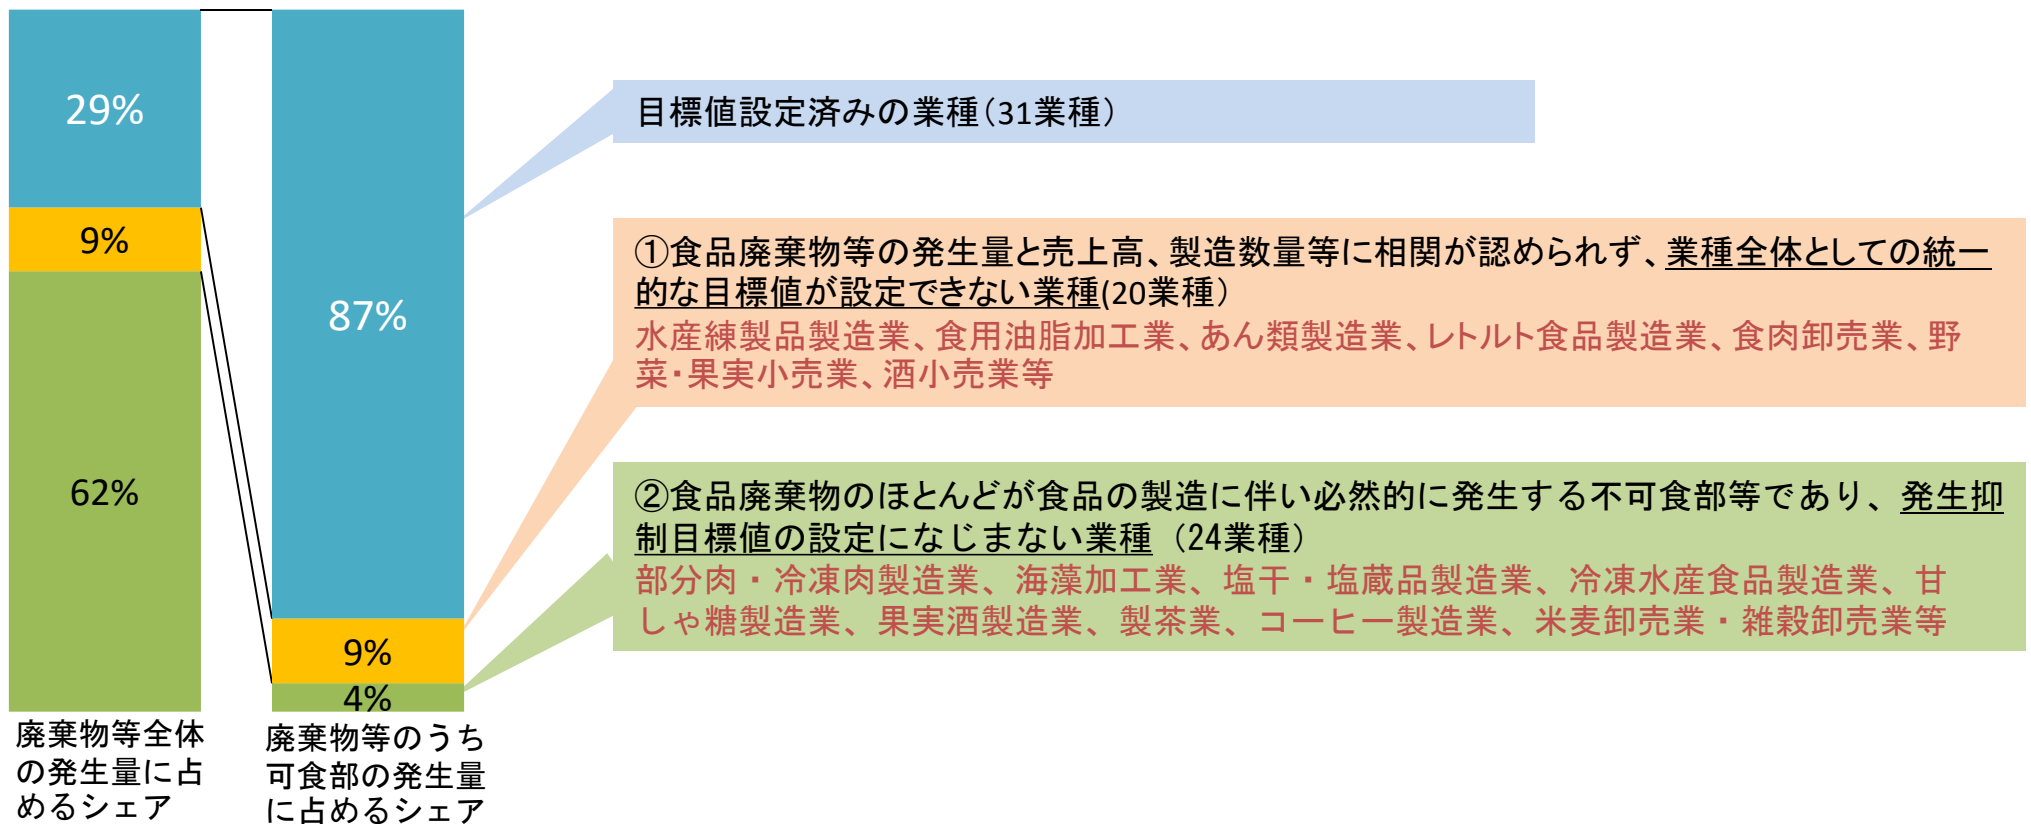 29%
9%
62%
廃棄物等全体
の発生量に占
めるシェア
87%
9%
4%
廃棄物等のうち
可食部の発生量
に占めるシェア
目標値設定済みの業種（31業種）
①食品廃棄物等の発生量と売上高、製造数量等に相関が認められず、業種全体としての統一
的な目標値が設定できない業種(20業種）
水産練製品製造業、食用油脂加工業、あん類製造業、レトルト食品製造業、食肉卸売業、野
菜・果実小売業、酒小売業等
②食品廃棄物のほとんどが食品の製造に伴い必然的に発生する不可食部等であり、発生抑
制目標値の設定になじまない業種（24業種）
部分肉・冷凍肉製造業、海藻加工業、塩干・塩蔵品製造業、冷凍水産食品製造業、甘
しゃ糖製造業、果実酒製造業、製茶業、コーヒー製造業、米麦卸売業・雑穀卸売業等